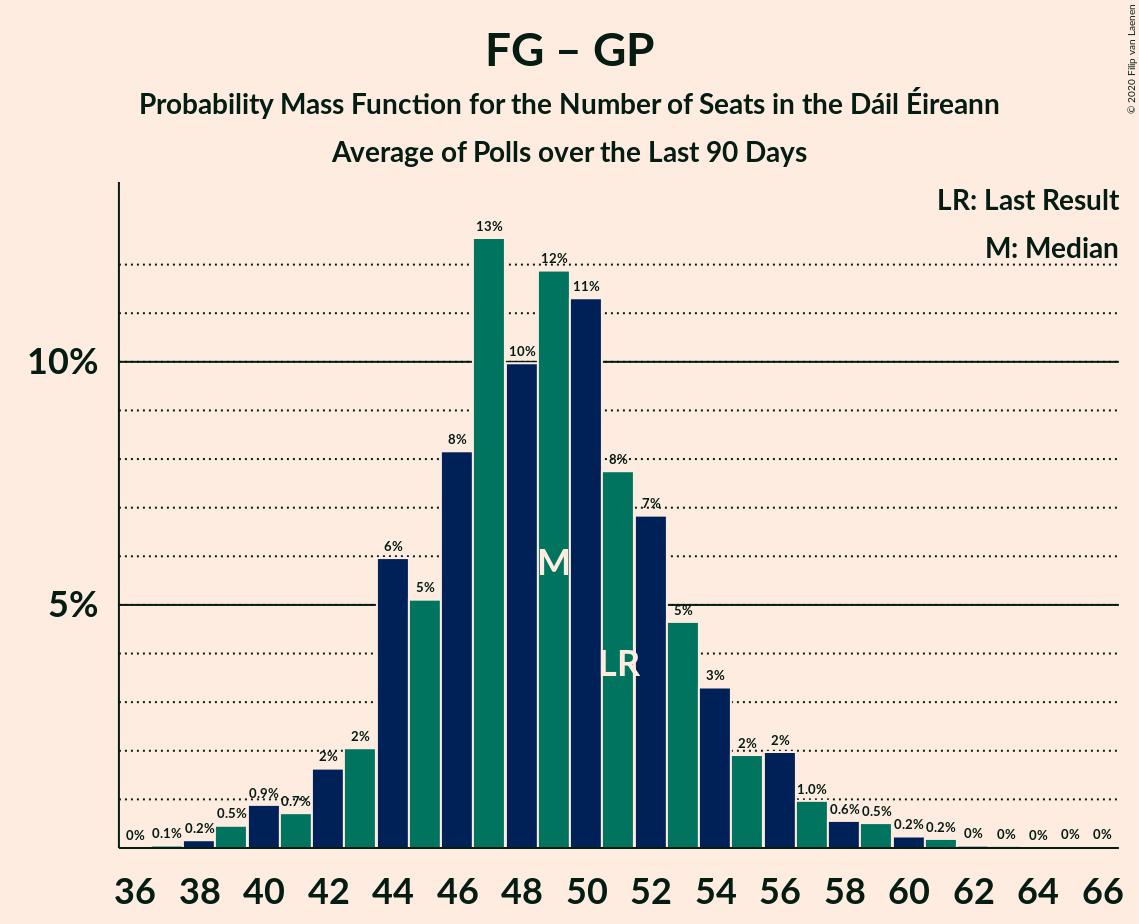 FG – GP
Probability Mass Function for the Number of Seats in the Dáil Éireann
Average of Polls over the Last 90 Days
© 2020 Filip van Laenen
LR: Last Result
M: Median
10%
5%
0% 0.1% 0.2% 0.5% 0.9% 0.7% 2% 2% 6% 5% 8% 13% 10% 12% 11% 8% 7% 5% 3% 2% 2% 1.0% 0.6% 0.5% 0.2% 0.2% 0% 0% 0% 0% 0%
M
LR
36 38 40 42 44 46 48 50 52 54 56 58 60 62 64 66